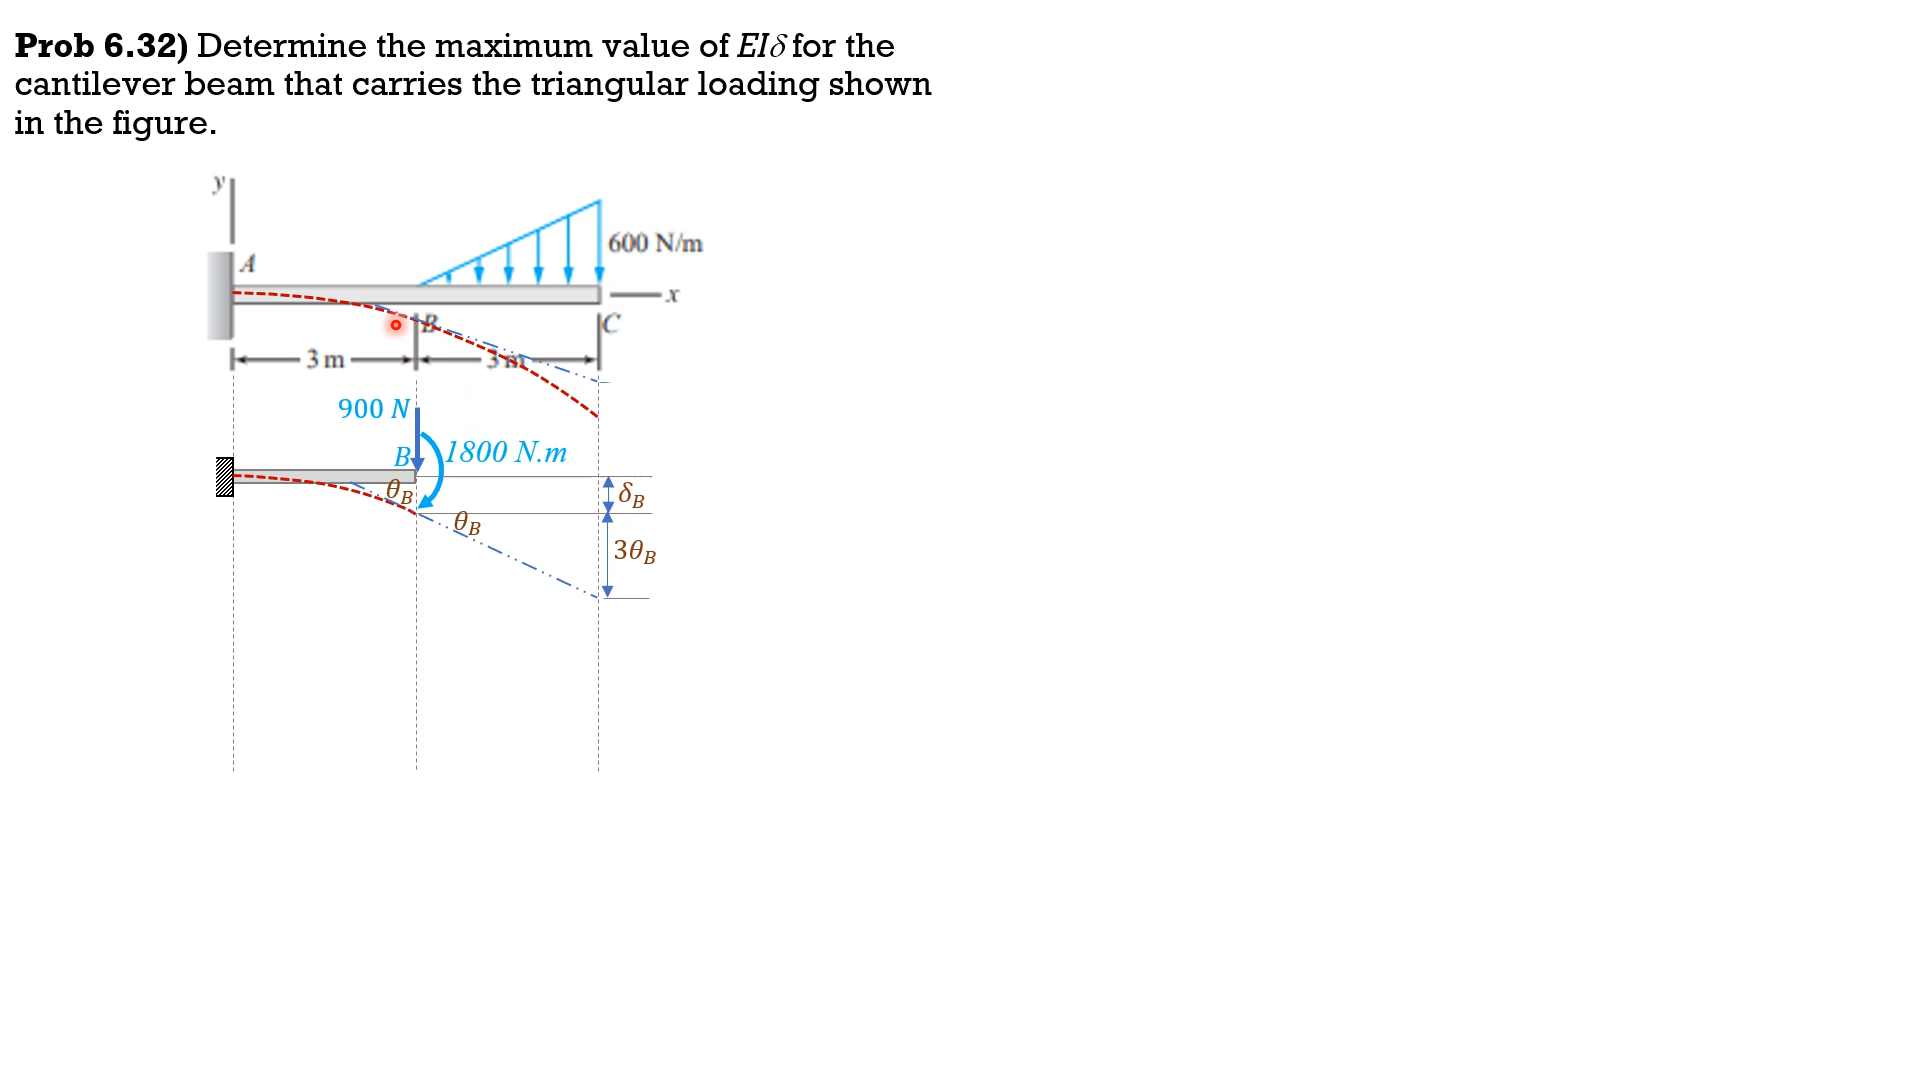 Prob 6.32) Determine the maximum value of EIδ for the
cantilever beam that carries the triangular loading shown
in the figure.
y
600 N/m
A
x
B
C
3 m
3 m
900 N
B
1800 N.m
θB
δB
θB
3θB